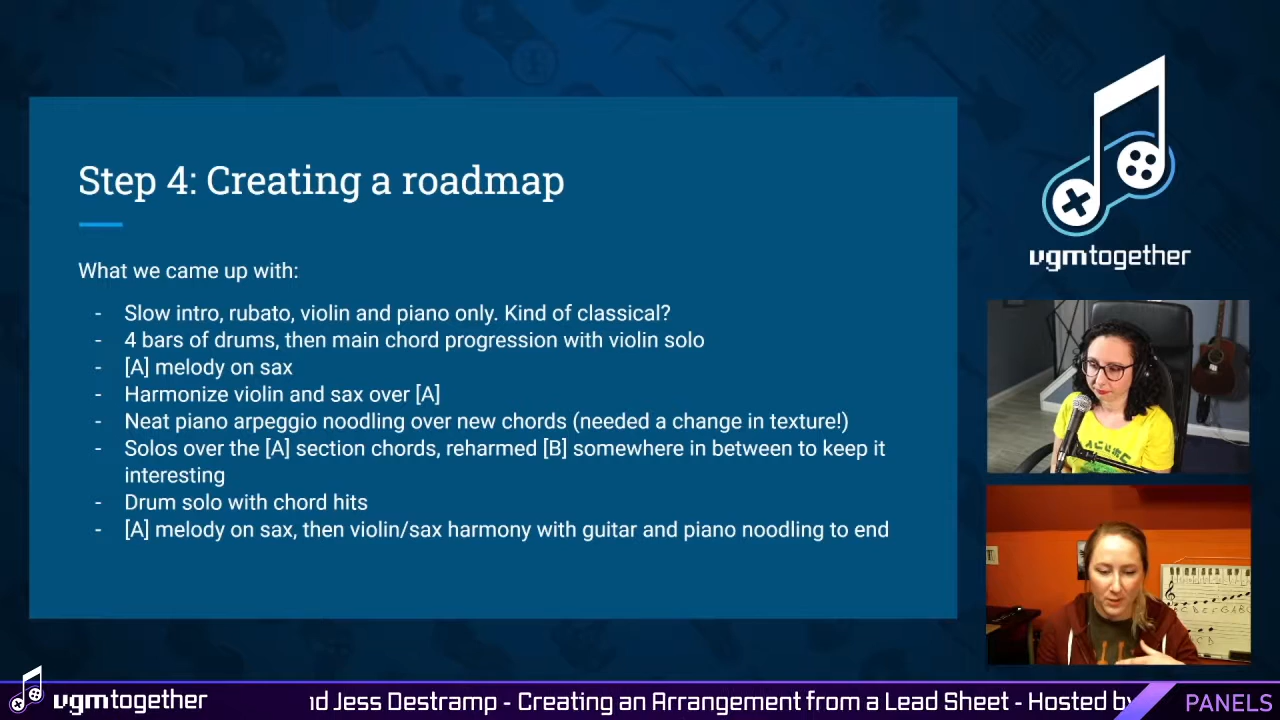 Step 4: Creating a roadmap
What we came up with:
- Slow intro, rubato, violin and piano only. Kind of classical?
- 4 bars of drums, then main chord progression with violin solo
- [A] melody on sax
- Harmonize violin and sax over [A]
- Neat piano arpeggio noodling over new chords (needed a change in texture!)
- Solos over the [A] section chords, reharmed [B] somewhere in between to keep it
interesting
- Drum solo with chord hits
- [A] melody on sax, then violin/sax harmony with guitar and piano noodling to end
vgmtogether
vgmtogether
Jess Destramp - Creating an Arrangement from a Lead Sheet - Hosted by
PANELS